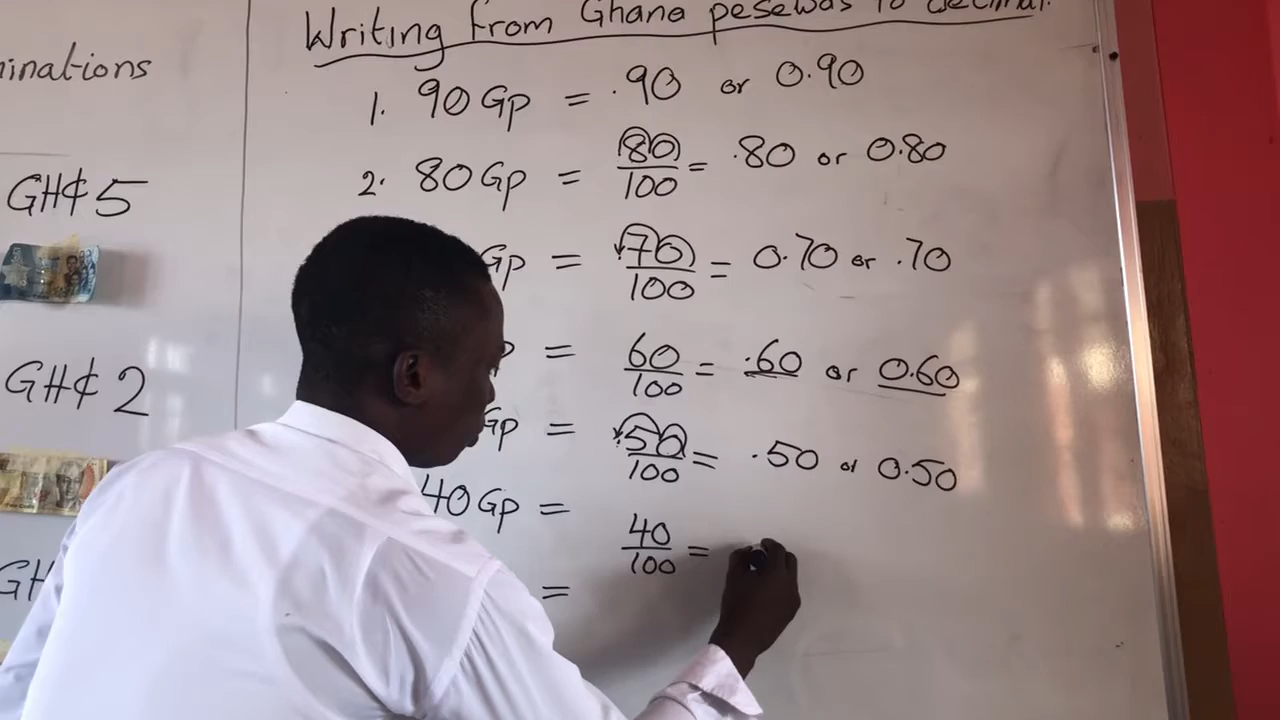 inations
GH₵ 5
GH₵ 2
GH
Writing from Ghana pesewas to decimal.
1. 90 Gp = .90 or 0.90
2. 80 Gp = 80/100 = .80 or 0.80
Gp = 70/100 = 0.70 or .70
p = 60/100 = .60 or 0.60
Gp = 50/100 = .50 or 0.50
40 Gp = 40/100 =
=